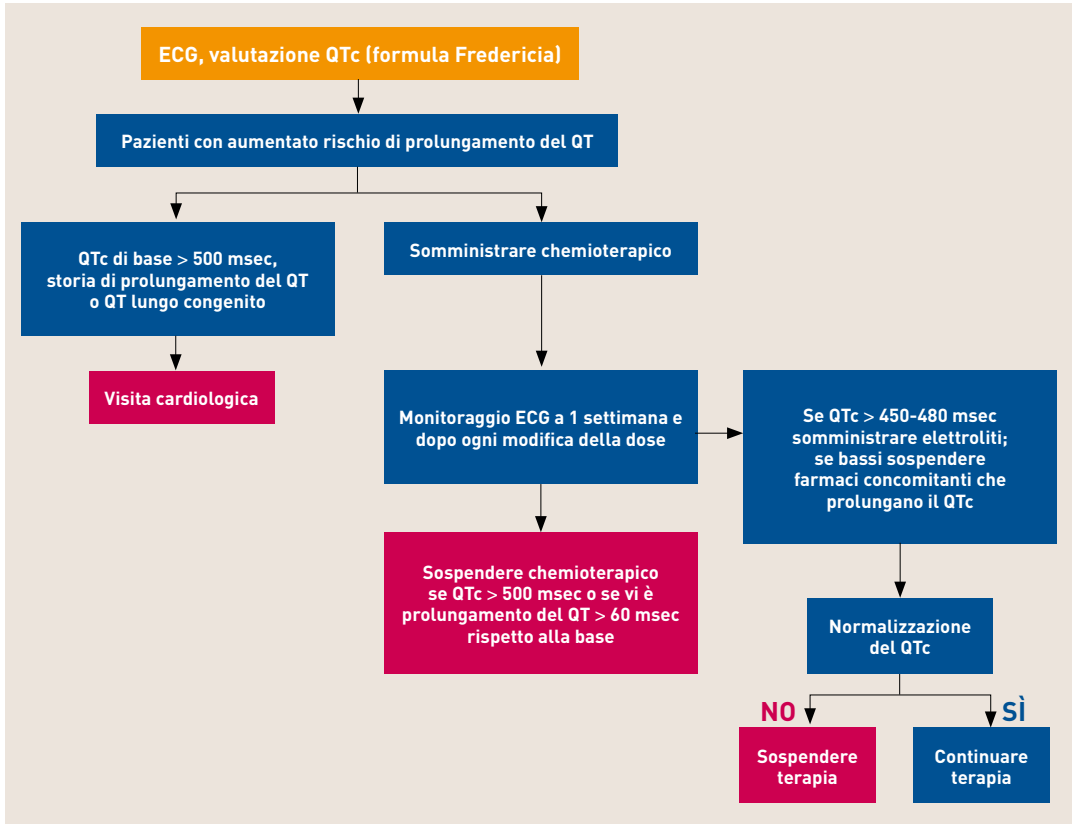 ECG, valutazione QTc (formula Fredericia)
Pazienti con aumentato rischio di prolungamento del QT
QTc di base > 500 msec,
storia di prolungamento del QT
o QT lungo congenito
Somministrare chemioterapico
Visita cardiologica
Monitoraggio ECG a 1 settimana e
dopo ogni modifica della dose
Se QTc > 450-480 msec
somministrare elettroliti;
se bassi sospendere
farmaci concomitanti che
prolungano il QTc
Sospendere chemioterapico
se QTc > 500 msec o se vi è
prolungamento del QT > 60 msec
rispetto alla base
Normalizzazione
del QTc
NO
SÌ
Sospendere
terapia
Continuare
terapia